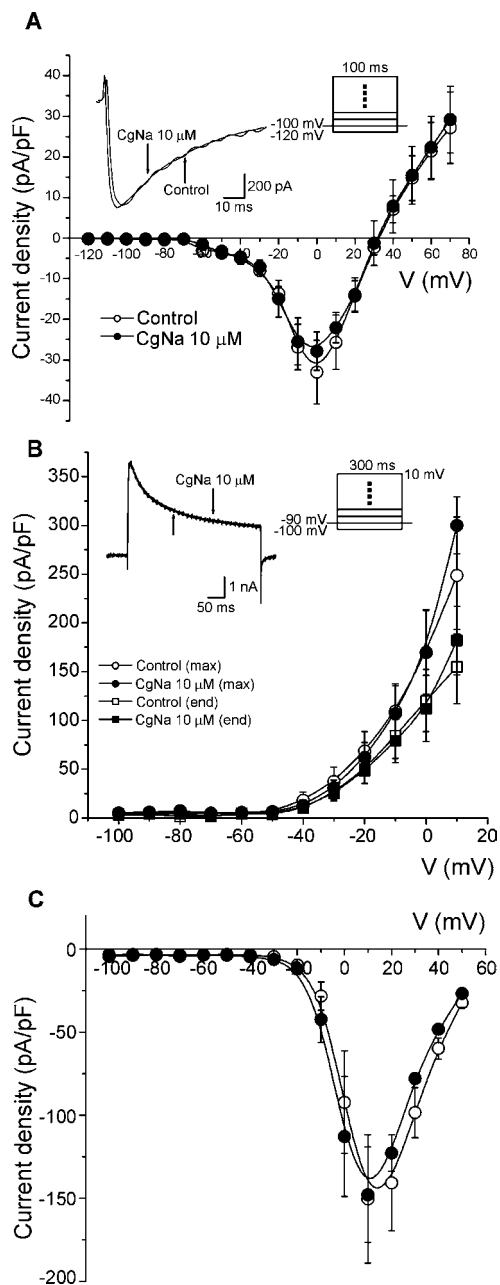 A
100 ms
-100 mV
-120 mV
CgNa 10 µM
Control
200 pA
10 ms
Current density (pA/pF)
40
30
20
10
0
-10
-20
-30
-40
-120 -100 -80 -60 -40 -20 0 20 40 60 80
V (mV)
Control
CgNa 10 µM
B
300 ms
10 mV
-90 mV
-100 mV
CgNa 10 µM
1 nA
50 ms
Current density (pA/pF)
350
300
250
200
150
100
50
0
Control (max)
CgNa 10 µM (max)
Control (end)
CgNa 10 µM (end)
-100 -80 -60 -40 -20 0 20
V (mV)
C
V (mV)
-100 -80 -60 -40 -20 0 20 40 60
Current density (pA/pF)
0
-50
-100
-150
-200